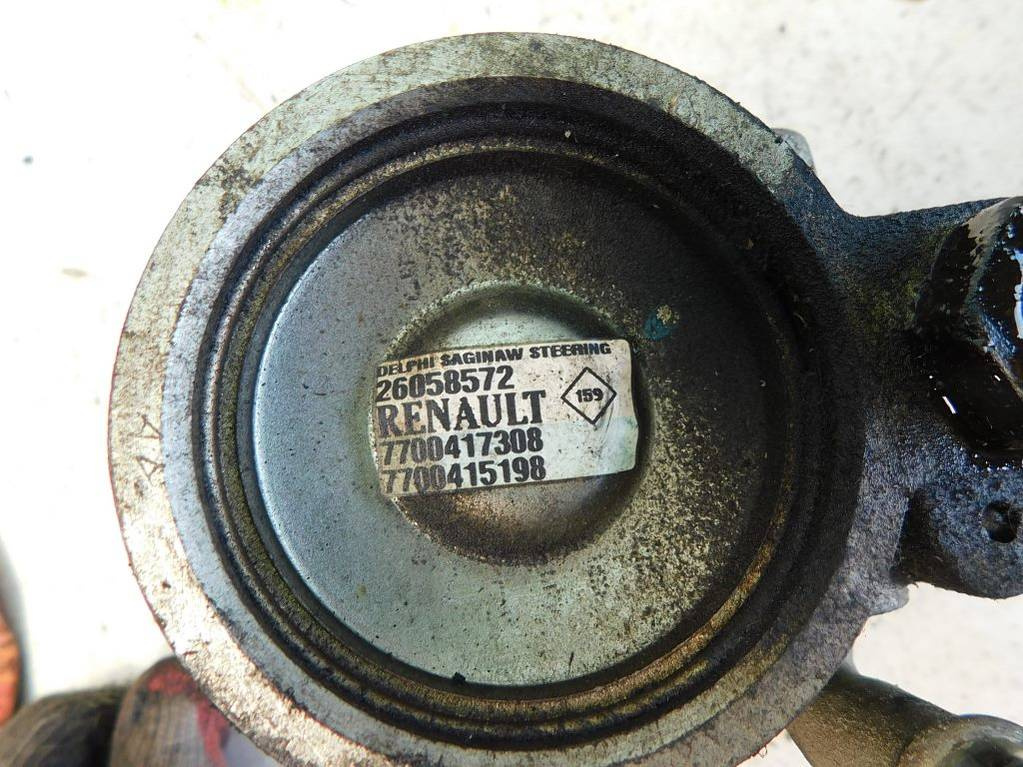 DELPHI SAGINAW STEERING
26058572
159
RENAULT
7700417308
7700415198